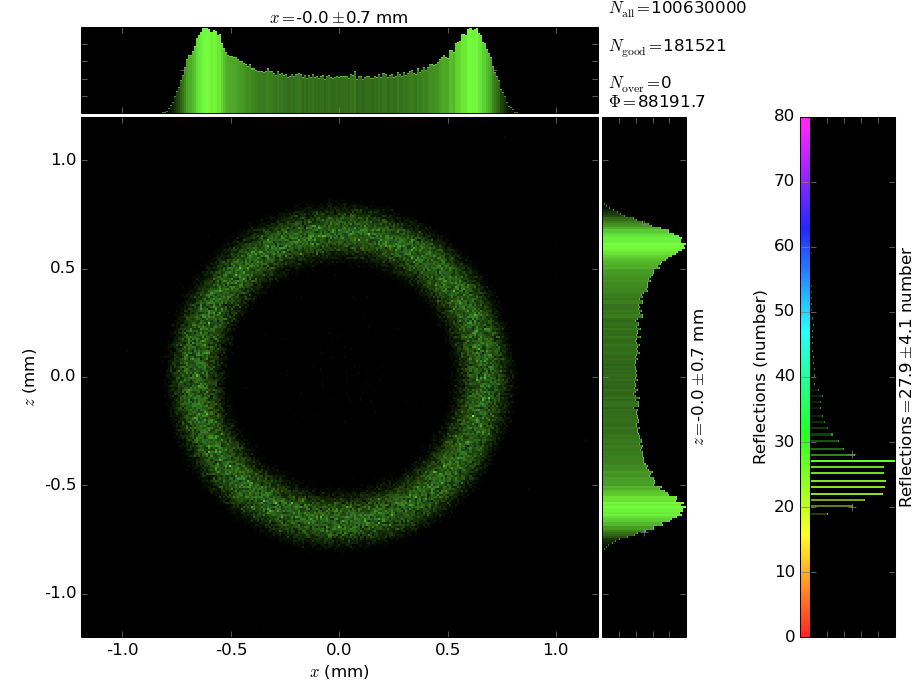 x = -0.0 ± 0.7 mm
N_all = 100630000
N_good = 181521
N_over = 0
Φ = 88191.7
z (mm)
1.0
0.5
0.0
-0.5
-1.0
-1.0
-0.5
0.0
0.5
1.0
x (mm)
z = -0.0 ± 0.7 mm
Reflections (number)
80
70
60
50
40
30
20
10
0
Reflections = 27.9 ± 4.1 number